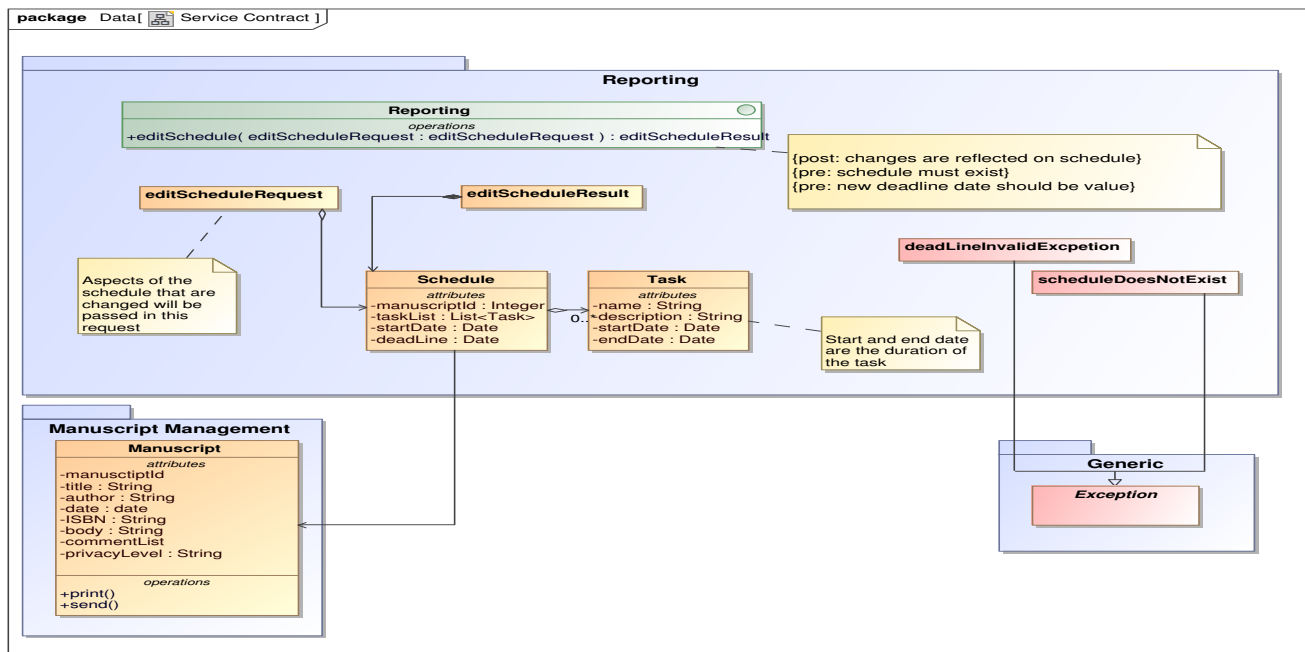 package Data[ Service Contract ]
Reporting
Reporting
operations
+editSchedule( editScheduleRequest : editScheduleRequest ) : editScheduleResult
{post: changes are reflected on schedule}
{pre: schedule must exist}
{pre: new deadline date should be value}
editScheduleRequest
editScheduleResult
Aspects of the
schedule that are
changed will be
passed in this
request
deadLineInvalidExcpetion
scheduleDoesNotExist
Schedule
attributes
-manuscriptId : Integer
-taskList : List<Task>
-startDate : Date
-deadLine : Date
0..*
Task
attributes
-name : String
-description : String
-startDate : Date
-endDate : Date
Start and end date
are the duration of
the task
Manuscript Management
Manuscript
attributes
-manusctiptId
-title : String
-author : String
-date : date
-ISBN : String
-body : String
-commentList
-privacyLevel : String
operations
+print()
+send()
Generic
Exception